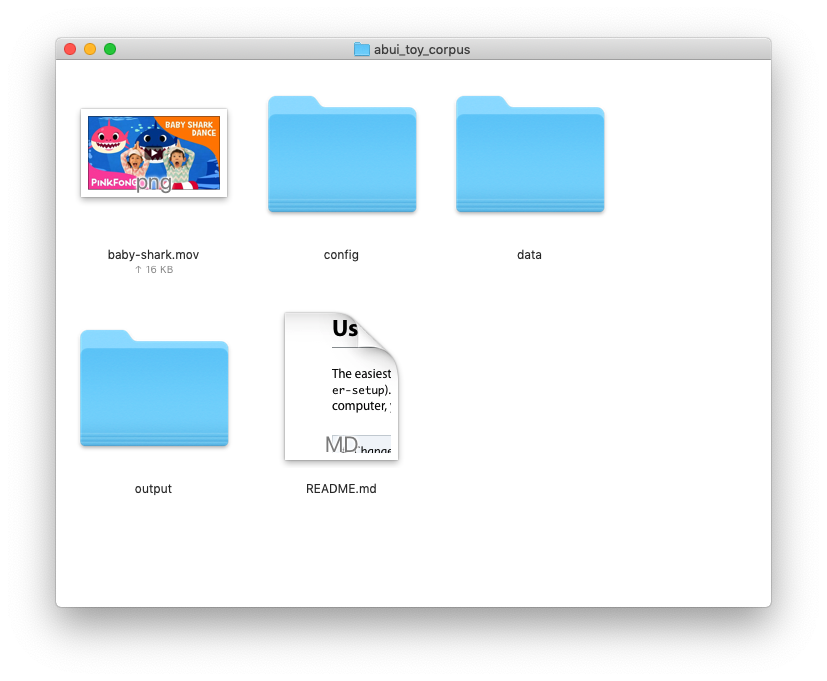 abui_toy_corpus
BABY SHARK
DANCE
PINKFONG
png
baby-shark.mov
↑ 16 KB
config
data
output
Us
The easiest
er-setup).
computer,
MD
Change
README.md